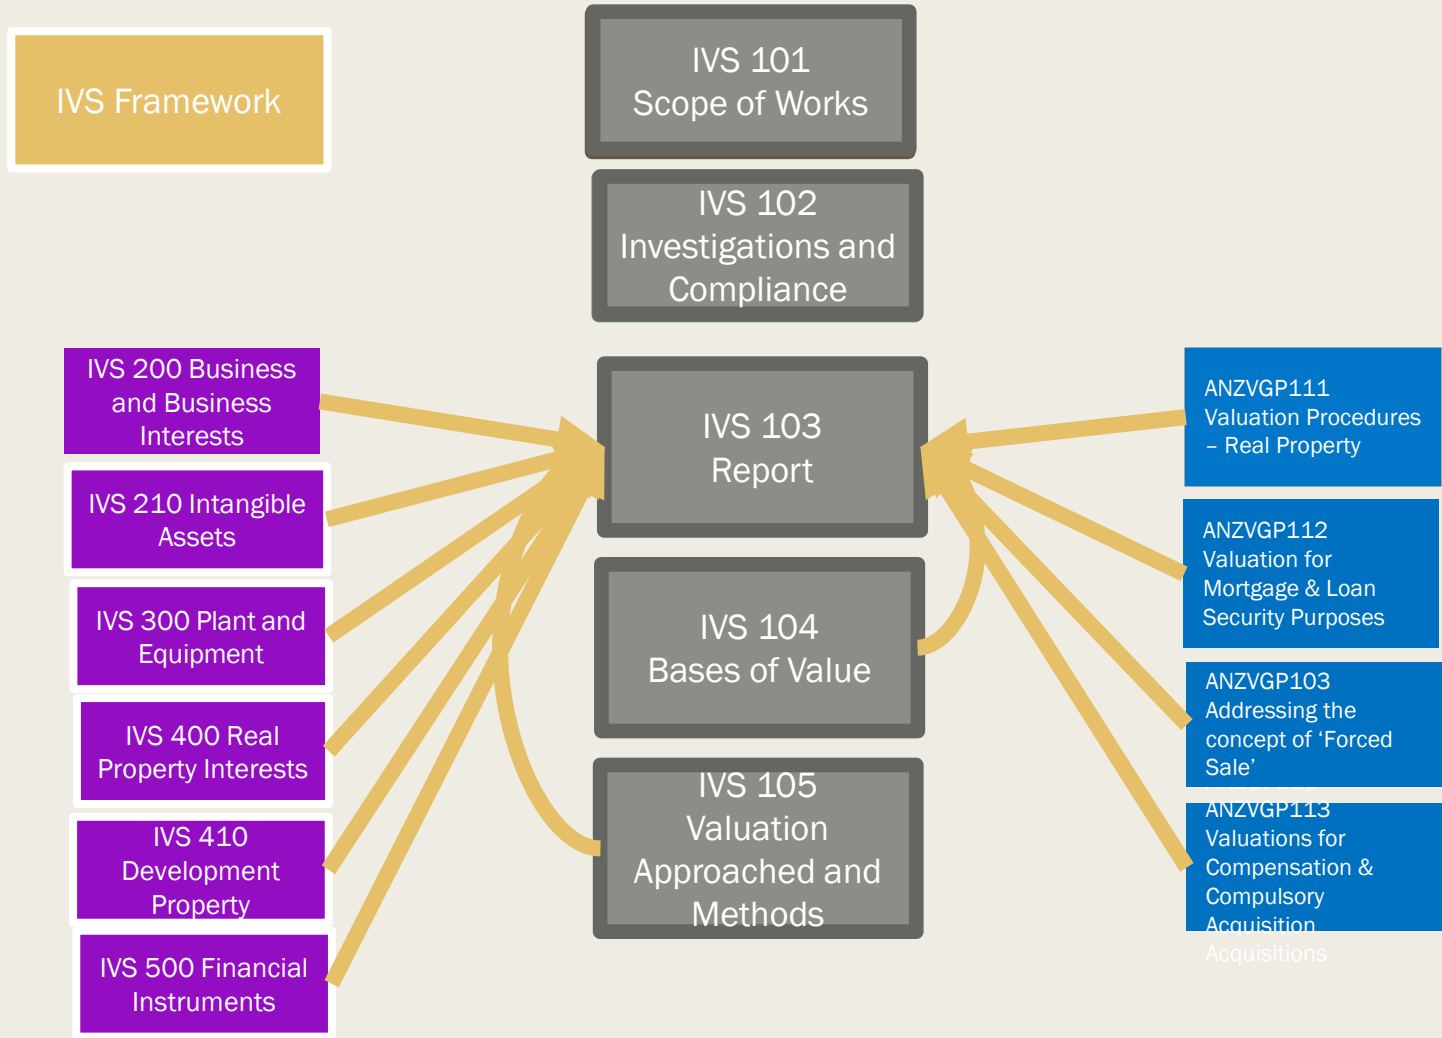 IVS Framework
IVS 101
Scope of Works
IVS 102
Investigations and
Compliance
IVS 103
Report
IVS 104
Bases of Value
IVS 105
Valuation
Approached and
Methods
IVS 200 Business
and Business
Interests
IVS 210 Intangible
Assets
IVS 300 Plant and
Equipment
IVS 400 Real
Property Interests
IVS 410
Development
Property
IVS 500 Financial
Instruments
ANZVGP111
Valuation Procedures
– Real Property
ANZVGP112
Valuation for
Mortgage & Loan
Security Purposes
ANZVGP103
Addressing the
concept of ‘Forced
Sale’
ANZVGP113
Valuations for
Compensation &
Compulsory
Acquisition
Acquisitions